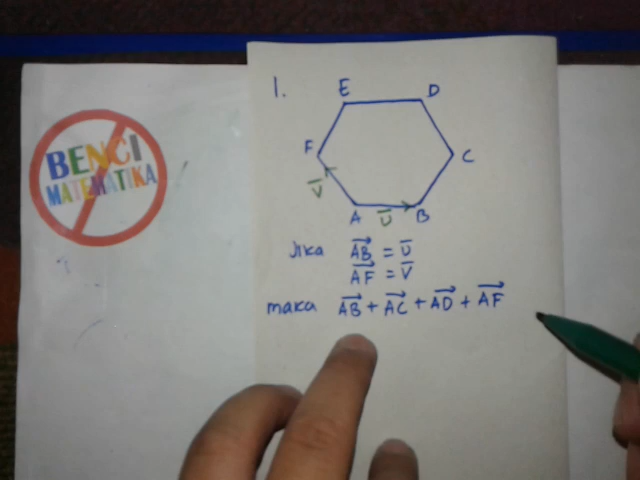 BENCI
MATEMATIKA
1.
E
D
F
C
V
A
U
B
Jika AB = U
AF = V
maka AB + AC + AD + AF